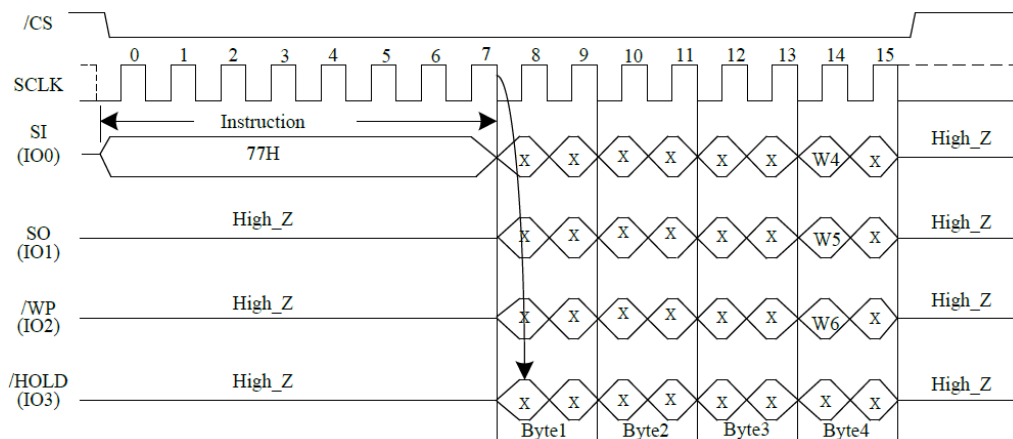 /CS
0 1 2 3 4 5 6 7 8 9 10 11 12 13 14 15
SCLK
Instruction
SI
(IO0)
77H
X X X X X X W4 X
High_Z
SO
(IO1)
High_Z
X X X X X X W5 X
High_Z
/WP
(IO2)
High_Z
X X X X X X W6 X
High_Z
/HOLD
(IO3)
High_Z
X X X X X X X X
High_Z
Byte1 Byte2 Byte3 Byte4